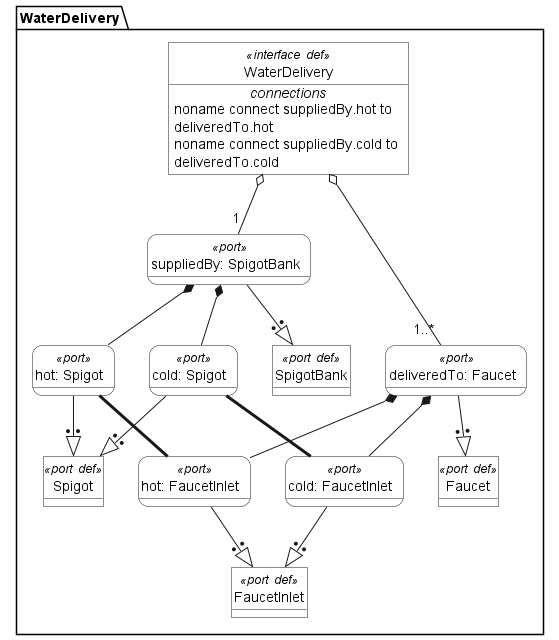 WaterDelivery
«interface def»
WaterDelivery
connections
noname connect suppliedBy.hot to
deliveredTo.hot
noname connect suppliedBy.cold to
deliveredTo.cold
1
«port»
suppliedBy: SpigotBank
1..*
«port»
hot: Spigot
«port»
cold: Spigot
«port def»
SpigotBank
«port»
deliveredTo: Faucet
«port def»
Spigot
«port»
hot: FaucetInlet
«port»
cold: FaucetInlet
«port def»
Faucet
«port def»
FaucetInlet